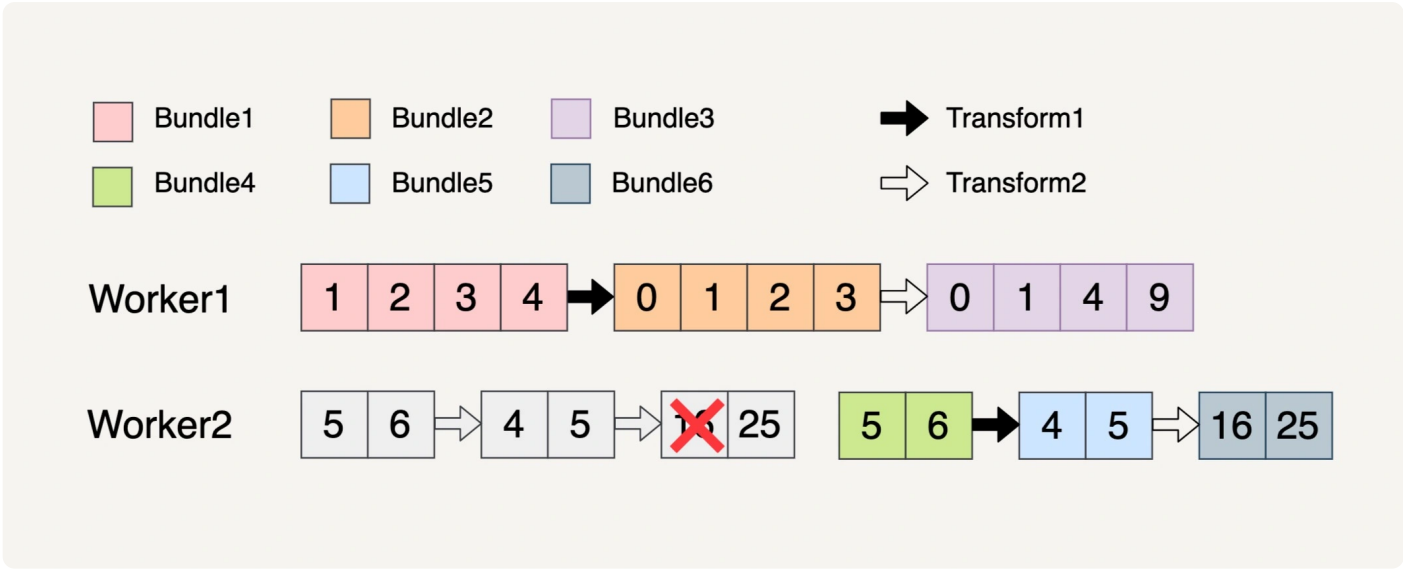 Bundle1 Bundle2 Bundle3 Transform1
Bundle4 Bundle5 Bundle6 Transform2
Worker1 1 2 3 4 0 1 2 3 0 1 4 9
Worker2 5 6 4 5 16 25 5 6 4 5 16 25